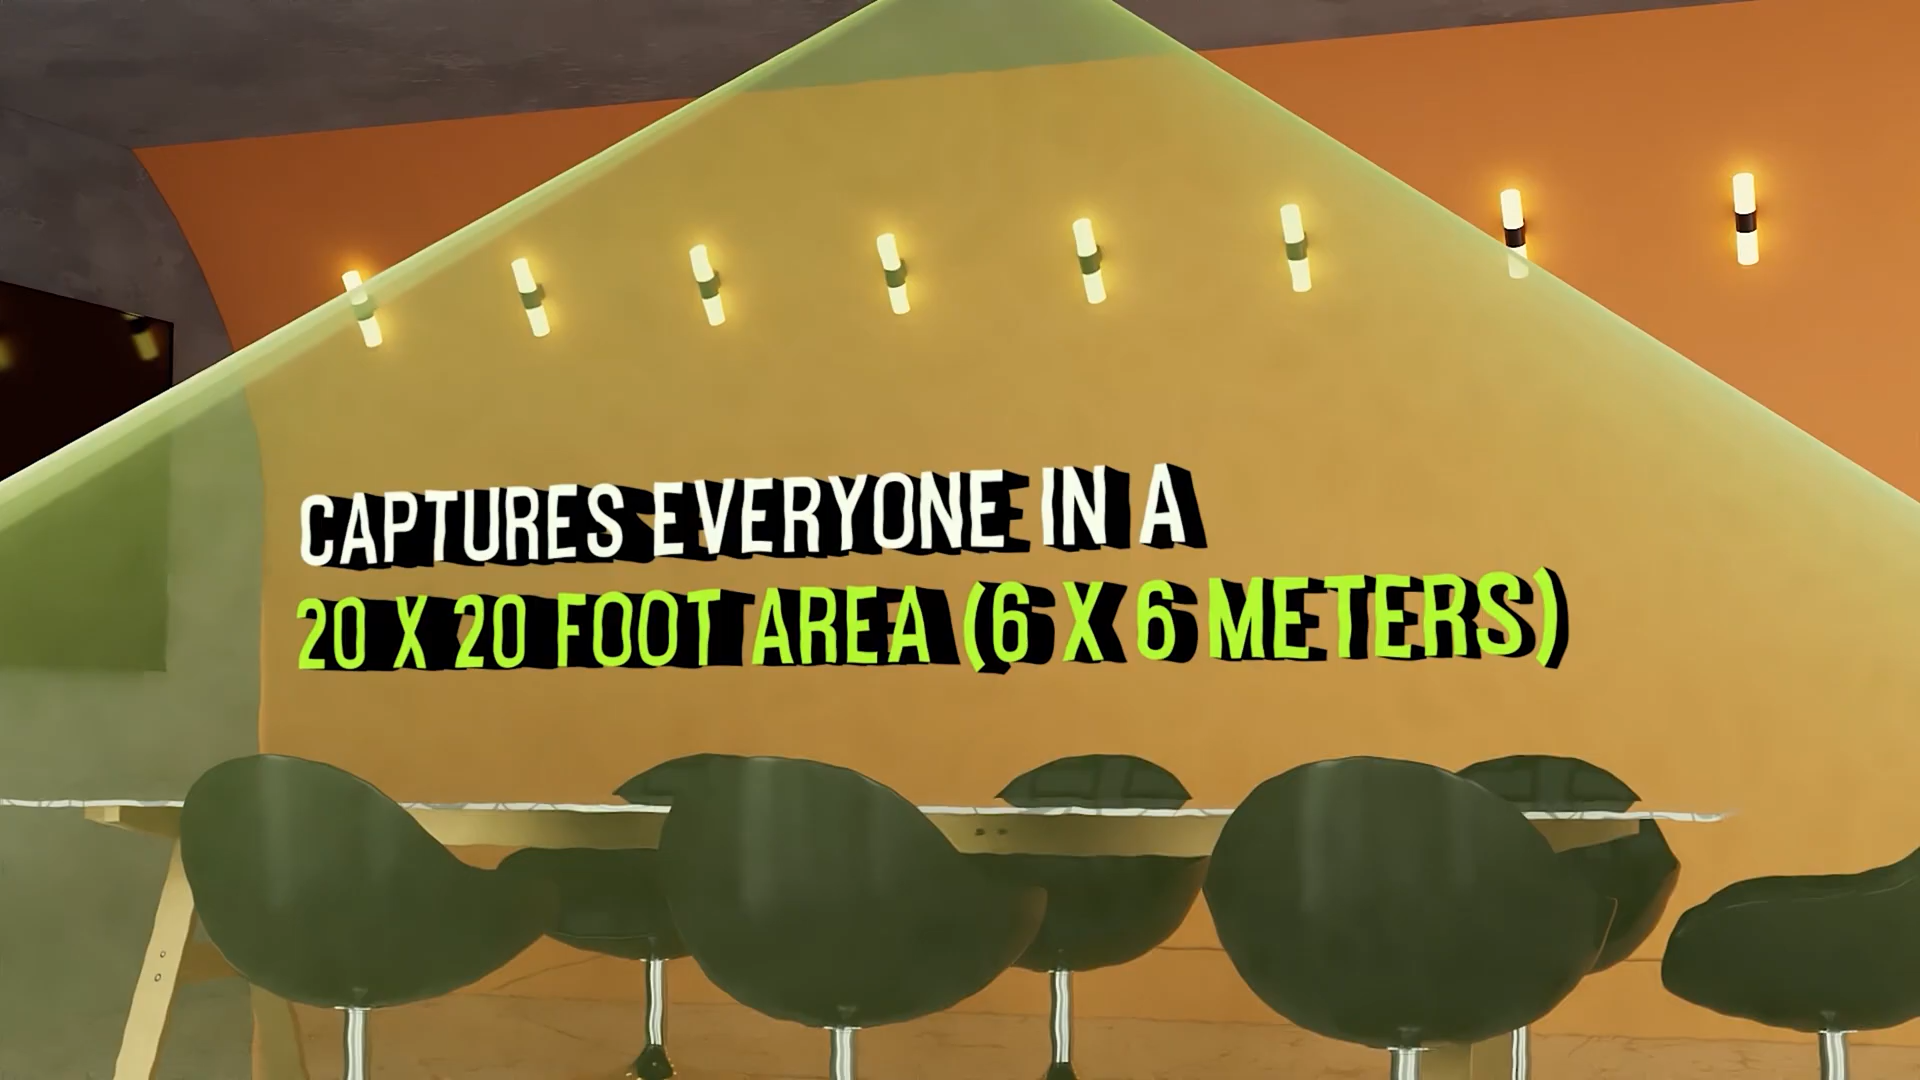 CAPTURES EVERYONE IN A
20 X 20 FOOT AREA (6 X 6 METERS)